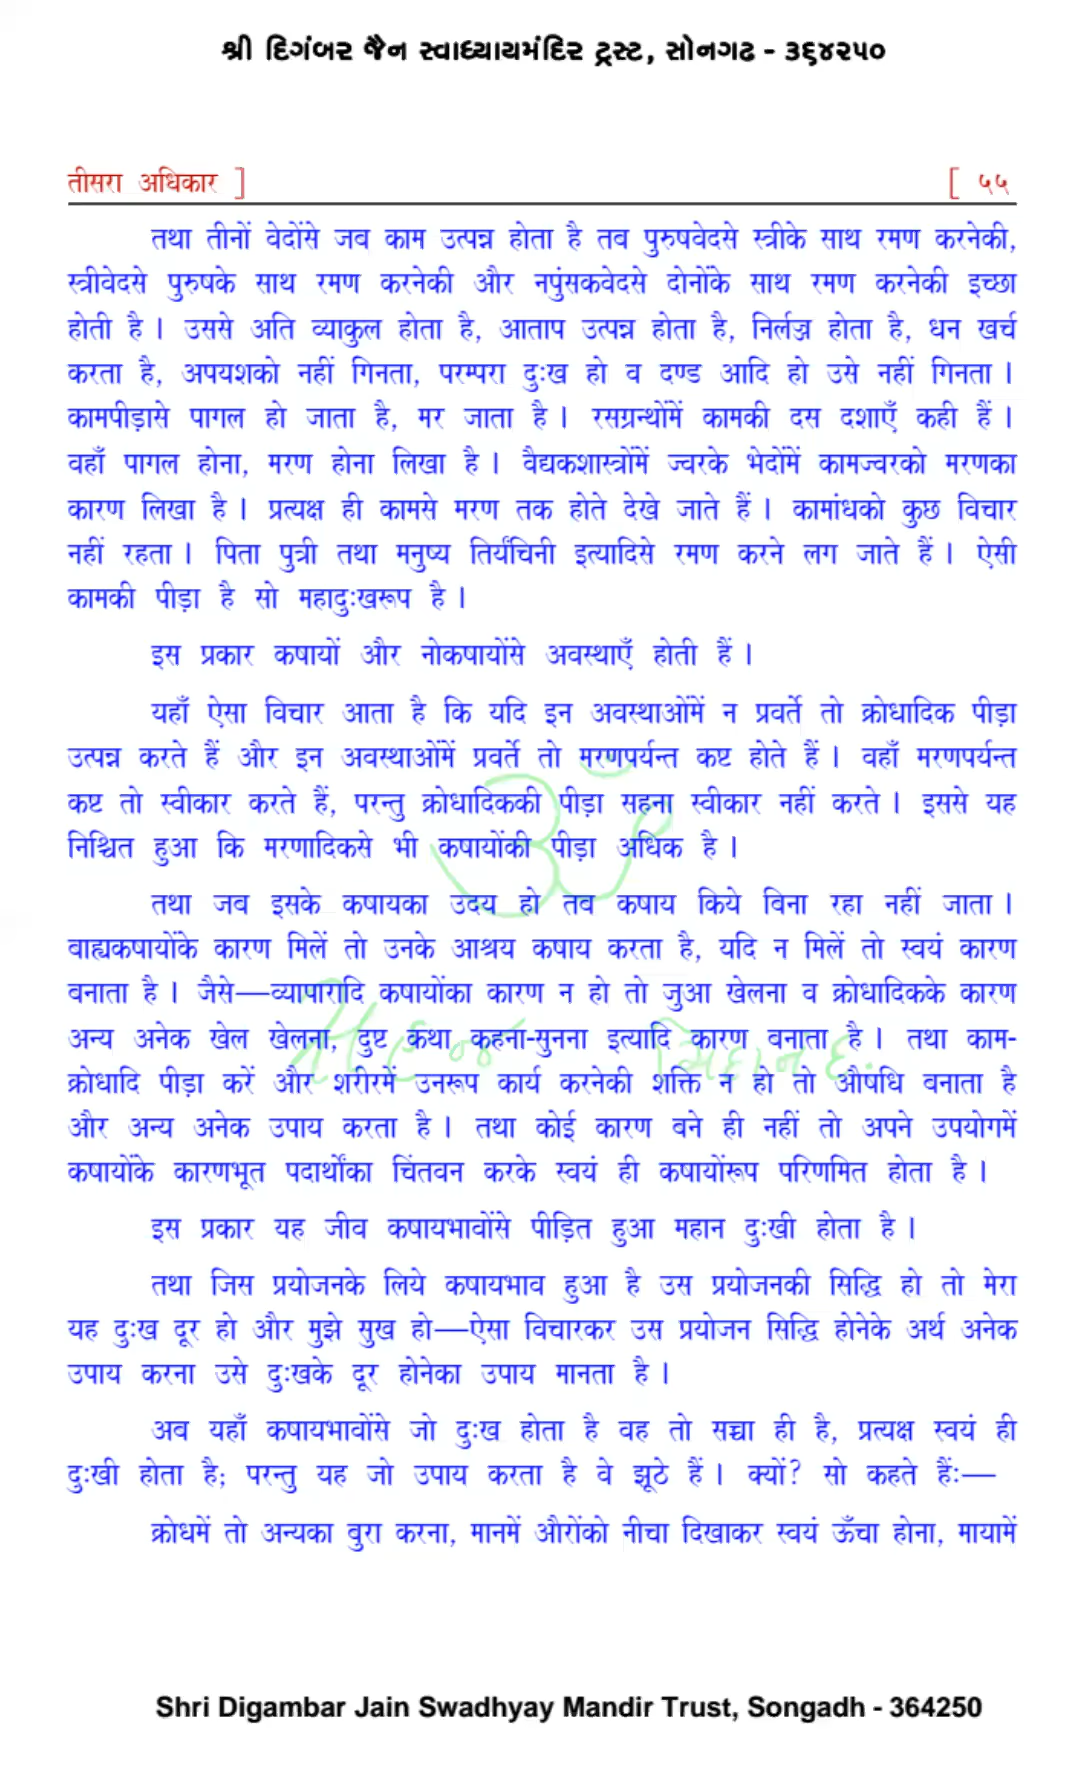 શ્રી દિગંબર જૈન સ્વાધ્યાયમંદિર ટ્રસ્ટ, સોનગઢ - ૩૬૪૨૫૦
तीसरा अधिकार ]
[ ५५
तथा तीनों वेदोंसे जब काम उत्पन्न होता है तब पुरुषवेदसे स्त्रीके साथ रमण करनेकी,
स्त्रीवेदसे पुरुषके साथ रमण करनेकी और नपुंसकवेदसे दोनोंके साथ रमण करनेकी इच्छा
होती है। उससे अति व्याकुल होता है, आताप उत्पन्न होता है, निर्लज्ज होता है, धन खर्च
करता है, अपयशको नहीं गिनता, परम्परा दुःख हो व दण्ड आदि हो उसे नहीं गिनता।
कामपीड़ासे पागल हो जाता है, मर जाता है। रसग्रन्थोंमें कामकी दस दशाएँ कही हैं।
वहाँ पागल होना, मरण होना लिखा है। वैद्यकशास्त्रोंमें ज्वरके भेदोंमें कामज्वरको मरणका
कारण लिखा है। प्रत्यक्ष ही कामसे मरण तक होते देखे जाते हैं। कामांधको कुछ विचार
नहीं रहता। पिता पुत्री तथा मनुष्य तिर्यंचिनी इत्यादिसे रमण करने लग जाते हैं। ऐसी
कामकी पीड़ा है सो महादुःखरूप है।
इस प्रकार कषायों और नोकषायोंसे अवस्थाएँ होती हैं।
यहाँ ऐसा विचार आता है कि यदि इन अवस्थाओंमें न प्रवर्ते तो क्रोधादिक पीड़ा
उत्पन्न करते हैं और इन अवस्थाओंमें प्रवर्ते तो मरणपर्यन्त कष्ट होते हैं। वहाँ मरणपर्यन्त
कष्ट तो स्वीकार करते हैं, परन्तु क्रोधादिककी पीड़ा सहना स्वीकार नहीं करते। इससे यह
निश्चित हुआ कि मरणादिकसे भी कषायोंकी पीड़ा अधिक है।
तथा जब इसके कषायका उदय हो तब कषाय किये बिना रहा नहीं जाता।
बाह्यकषायोंके कारण मिलें तो उनके आश्रय कषाय करता है, यदि न मिलें तो स्वयं कारण
बनाता है। जैसे—व्यापारादि कषायोंका कारण न हो तो जुआ खेलना व क्रोधादिकके कारण
अन्य अनेक खेल खेलना, दुष्ट कथा कहना-सुनना इत्यादि कारण बनाता है। तथा काम-
क्रोधादि पीड़ा करें और शरीरमें उनरूप कार्य करनेकी शक्ति न हो तो औषधि बनाता है
और अन्य अनेक उपाय करता है। तथा कोई कारण बने ही नहीं तो अपने उपयोगमें
कषायोंके कारणभूत पदार्थोंका चिंतवन करके स्वयं ही कषायोंरूप परिणमित होता है।
इस प्रकार यह जीव कषायभावोंसे पीड़ित हुआ महान दुःखी होता है।
तथा जिस प्रयोजनके लिये कषायभाव हुआ है उस प्रयोजनकी सिद्धि हो तो मेरा
यह दुःख दूर हो और मुझे सुख हो—ऐसा विचारकर उस प्रयोजन सिद्धि होनेके अर्थ अनेक
उपाय करना उसे दुःखके दूर होनेका उपाय मानता है।
अब यहाँ कषायभावोंसे जो दुःख होता है वह तो सच्चा ही है, प्रत्यक्ष स्वयं ही
दुःखी होता है; परन्तु यह जो उपाय करता है वे झूठे हैं। क्यों? सो कहते हैंः—
क्रोधमें तो अन्यका बुरा करना, मानमें औरोंको नीचा दिखाकर स्वयं ऊँचा होना, मायामें
Shri Digambar Jain Swadhyay Mandir Trust, Songadh - 364250